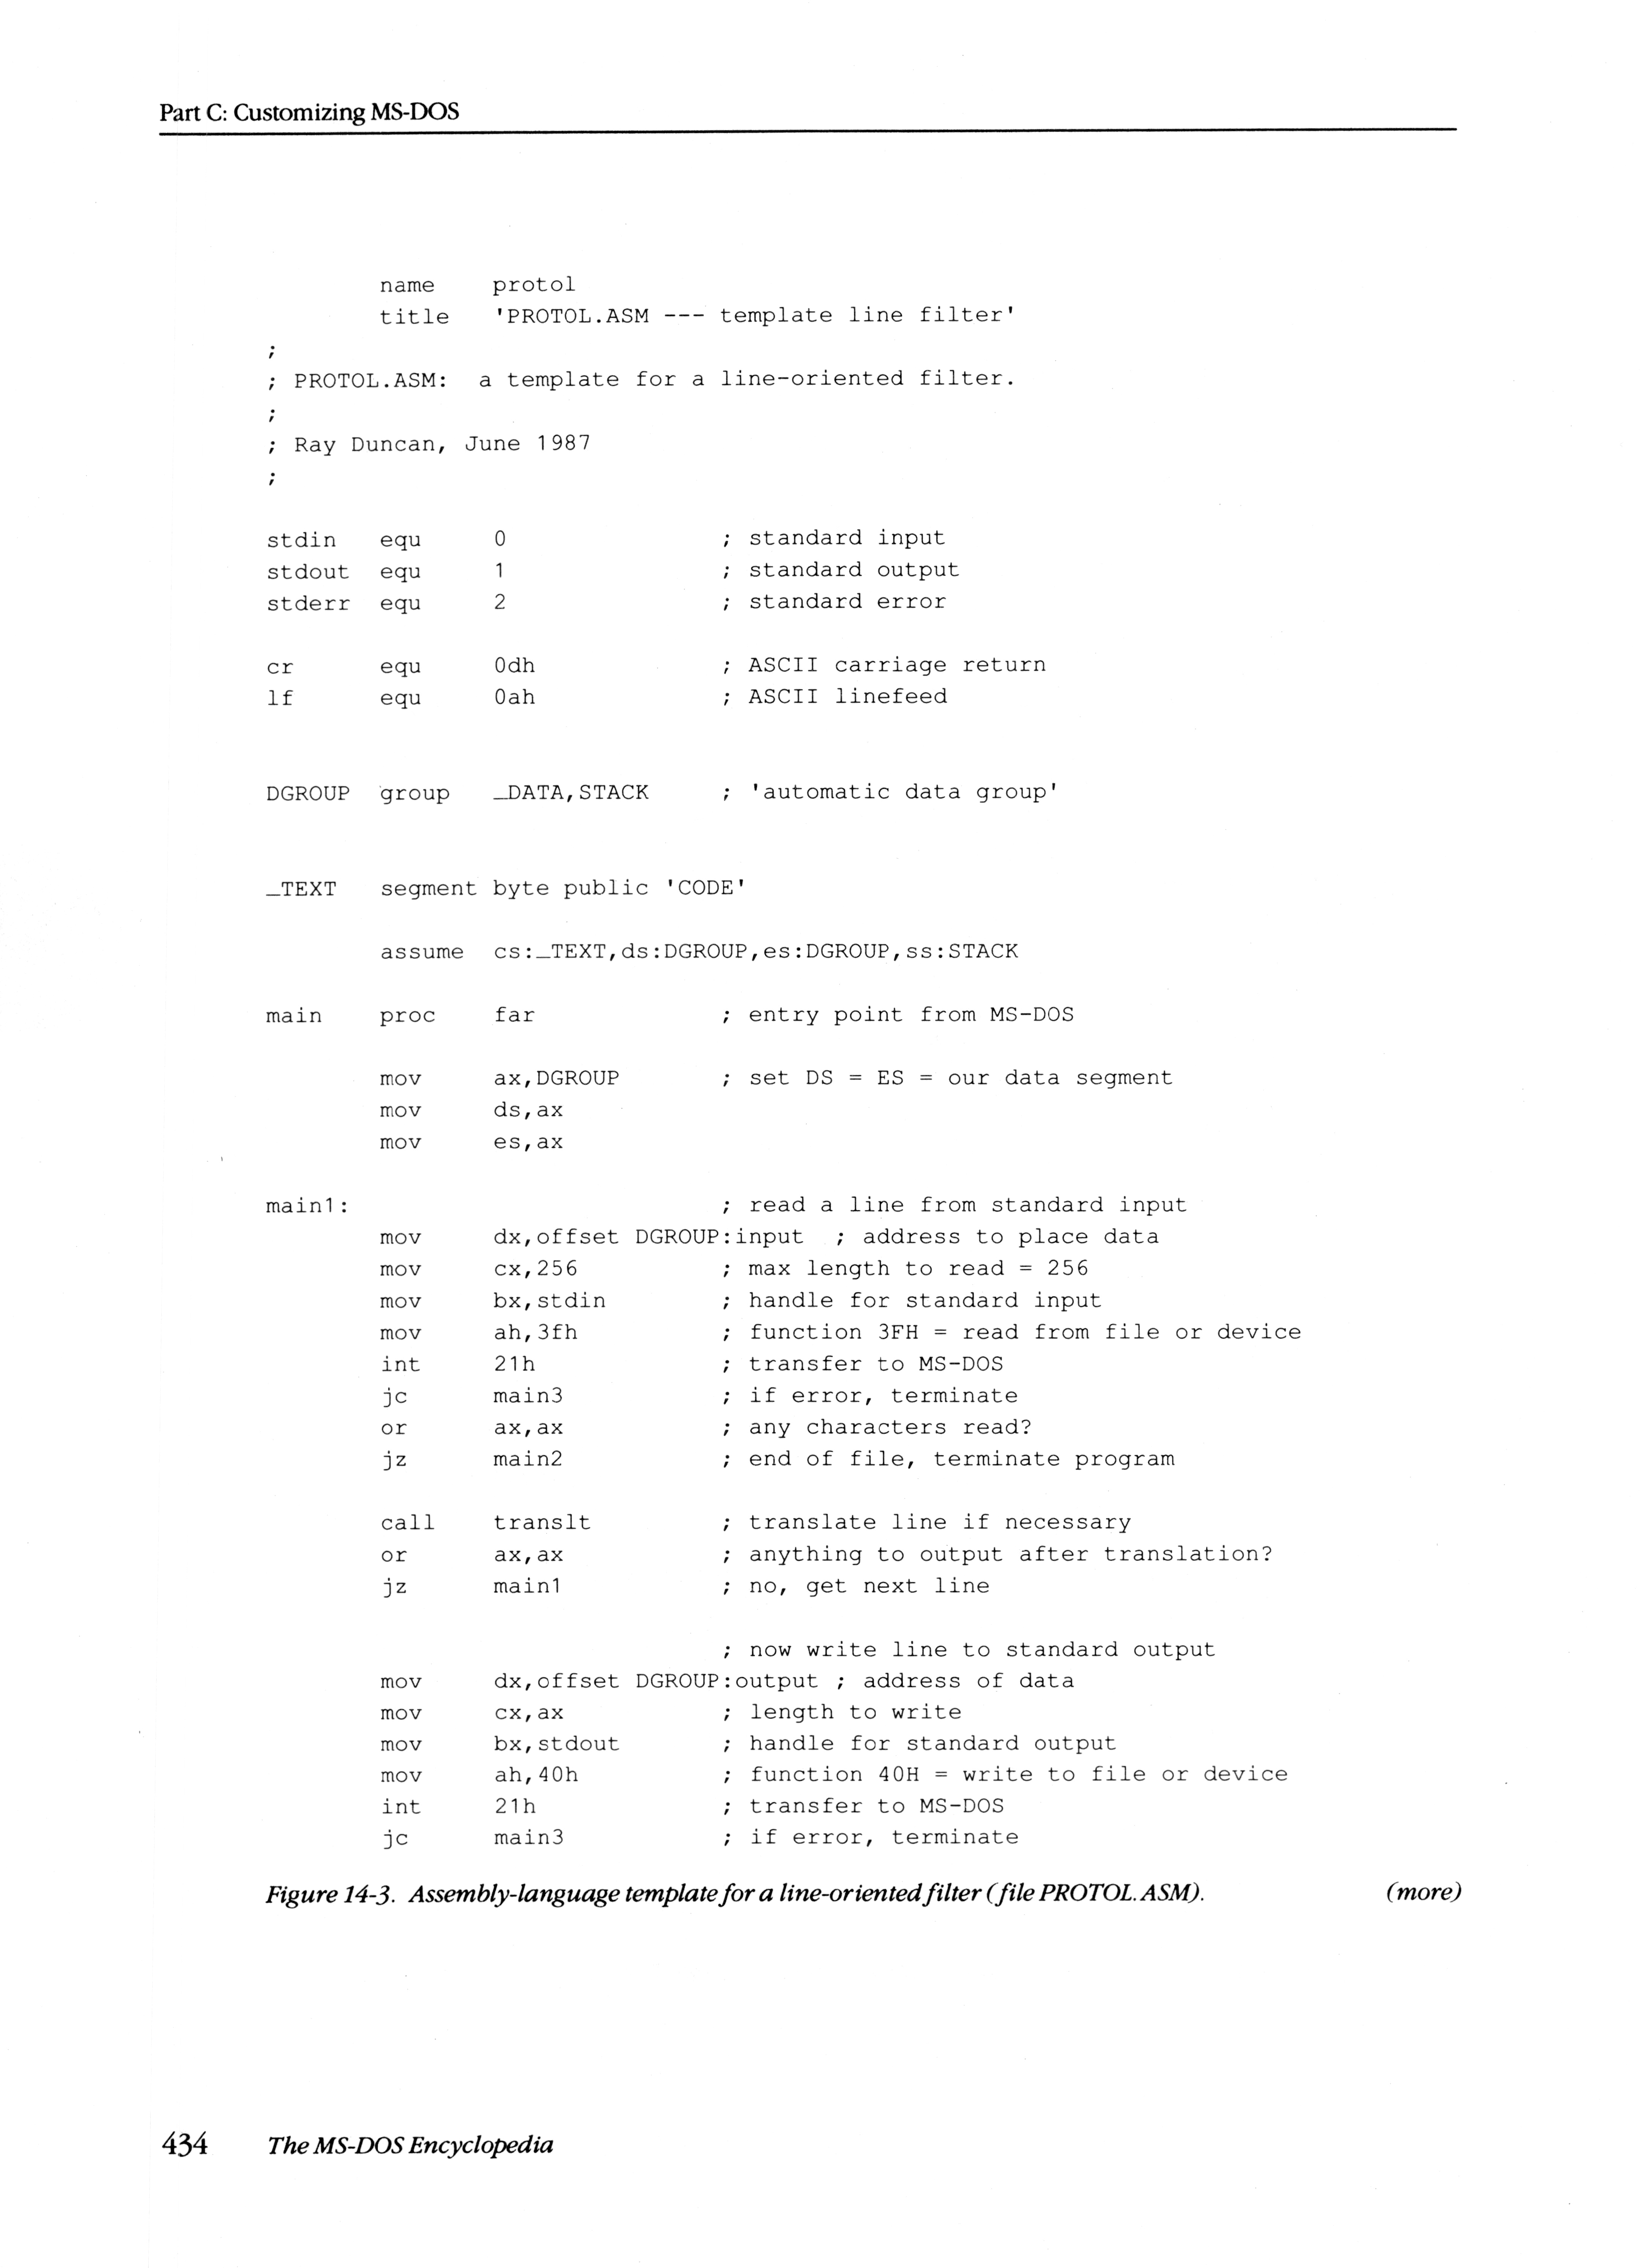 Part C: Customizing MS-DOS
name protol
title 'PROTOL.ASM --- template line filter'
;
; PROTOL.ASM: a template for a line-oriented filter.
;
; Ray Duncan, June 1987
;
stdin equ 0 ; standard input
stdout equ 1 ; standard output
stderr equ 2 ; standard error
cr equ 0dh ; ASCII carriage return
lf equ 0ah ; ASCII linefeed
DGROUP group _DATA,STACK ; 'automatic data group'
_TEXT segment byte public 'CODE'
assume cs:_TEXT,ds:DGROUP,es:DGROUP,ss:STACK
main proc far ; entry point from MS-DOS
mov ax,DGROUP ; set DS = ES = our data segment
mov ds,ax
mov es,ax
main1: ; read a line from standard input
mov dx,offset DGROUP:input ; address to place data
mov cx,256 ; max length to read = 256
mov bx,stdin ; handle for standard input
mov ah,3fh ; function 3FH = read from file or device
int 21h ; transfer to MS-DOS
jc main3 ; if error, terminate
or ax,ax ; any characters read?
jz main2 ; end of file, terminate program
call translt ; translate line if necessary
or ax,ax ; anything to output after translation?
jz main1 ; no, get next line
; now write line to standard output
mov dx,offset DGROUP:output ; address of data
mov cx,ax ; length to write
mov bx,stdout ; handle for standard output
mov ah,40h ; function 40H = write to file or device
int 21h ; transfer to MS-DOS
jc main3 ; if error, terminate
Figure 14-3. Assembly-language template for a line-oriented filter (file PROTOL.ASM). (more)
434 The MS-DOS Encyclopedia